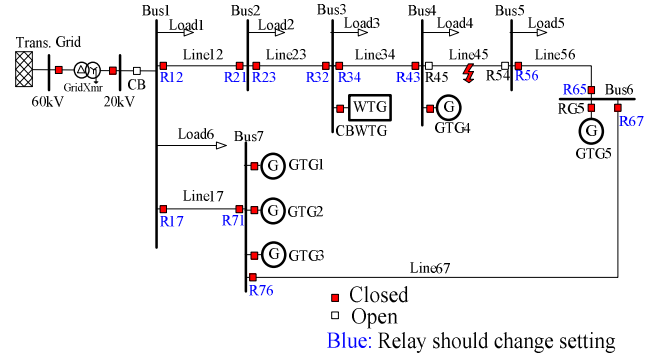 Bus1
Bus2
Bus3
Bus4
Bus5
Load1
Load2
Load3
Load4
Load5
Trans. Grid
Line12
Line23
Line34
Line45
Line56
GridXmr
60kV
20kV
CB
R12
R21
R23
R32
R34
R43
R45
R54
R56
R65
Bus6
RG5
R67
WTG
CBWTG
G
GTG4
G
GTG5
Load6
Bus7
G
GTG1
Line17
G
GTG2
R17
R71
G
GTG3
Line67
R76
Closed
Open
Blue: Relay should change setting